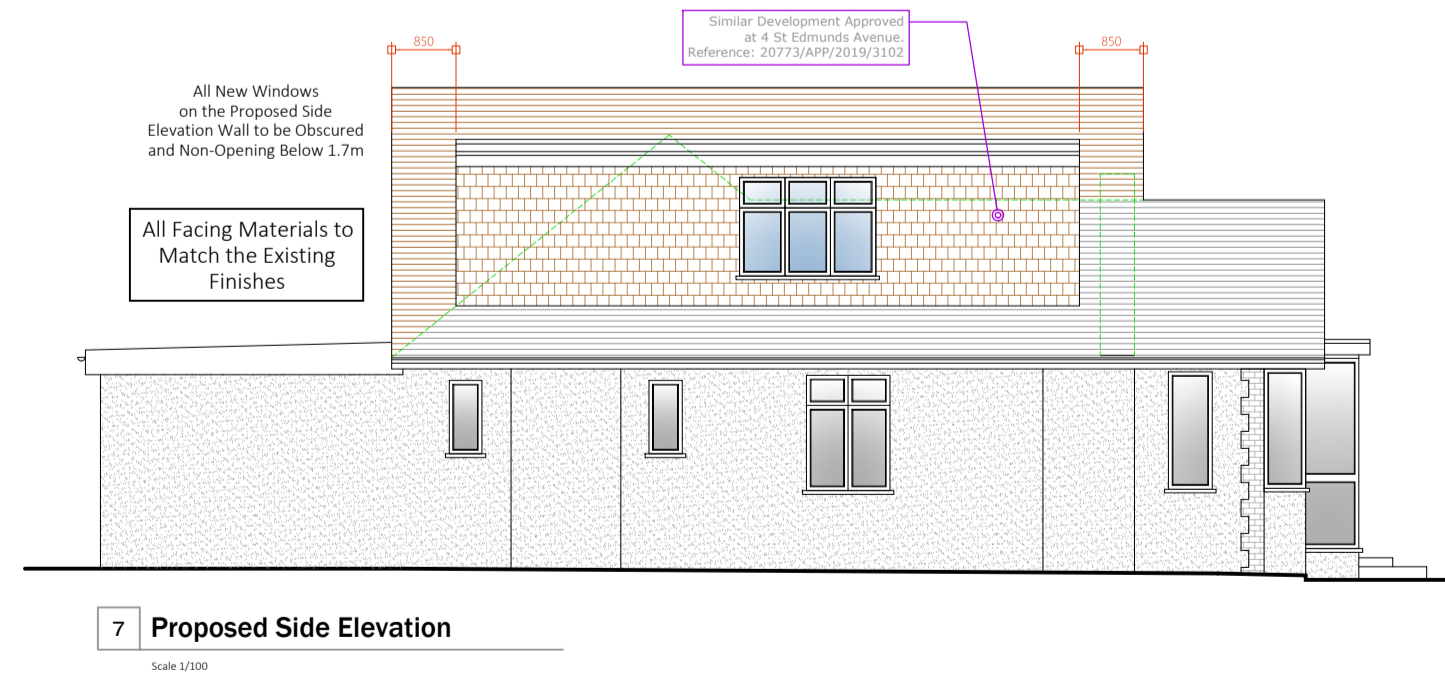 Similar Development Approved
at 4 St Edmunds Avenue.
Reference: 20773/APP/2019/3102
850
850
All New Windows
on the Proposed Side
Elevation Wall to be Obscured
and Non-Opening Below 1.7m
All Facing Materials to
Match the Existing
Finishes
7 Proposed Side Elevation
Scale 1/100